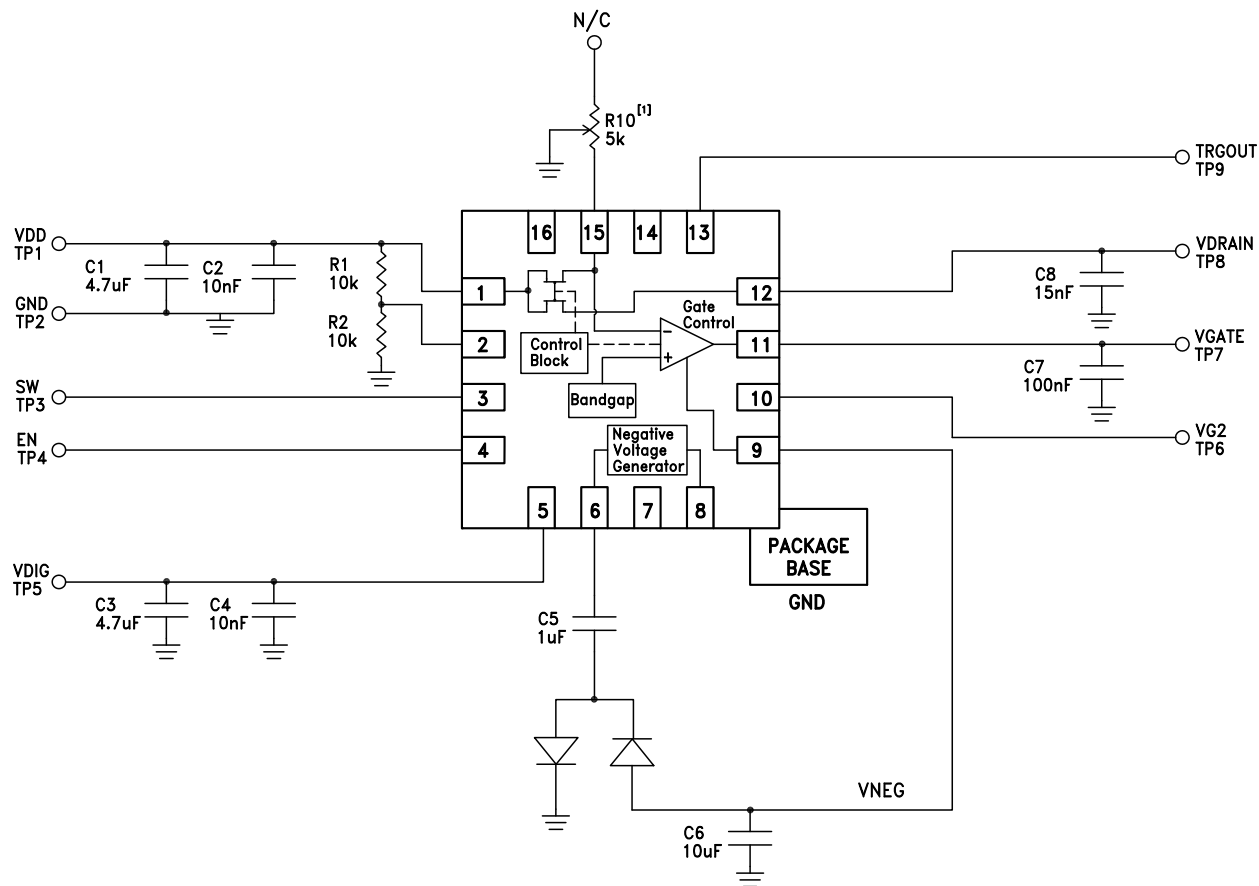 N/C
R10[1]
5k
TRGOUT
TP9
16
15
14
13
VDD
TP1
VDRAIN
TP8
C1
4.7uF
C2
10nF
R1
10k
C8
15nF
1
12
GND
TP2
Gate
Control
R2
10k
2
Control
Block
−
+
11
VGATE
TP7
C7
100nF
SW
TP3
3
Bandgap
10
EN
TP4
4
Negative
Voltage
Generator
9
VG2
TP6
5
6
7
8
PACKAGE
BASE
GND
VDIG
TP5
C3
4.7uF
C4
10nF
C5
1uF
VNEG
C6
10uF